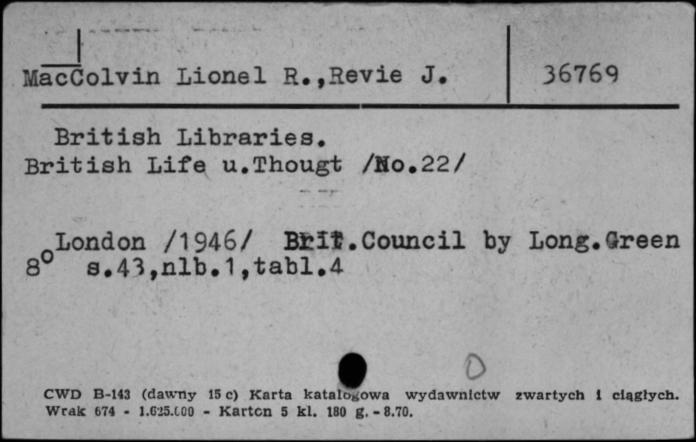 MacColvin Lionel R.,Revie J. 36769
British Libraries.
British Life u.Thougt /No.22/
London /1946/ Brit.Council by Long.Green
8° s.43,nlb.1,tabl.4
CWD B-143 (dawny 15 c) Karta katalogowa wydawnictw zwartych i ciągłych.
Wrak 674 - 1.625.000 - Karton 5 kl. 180 g. - 8.70.